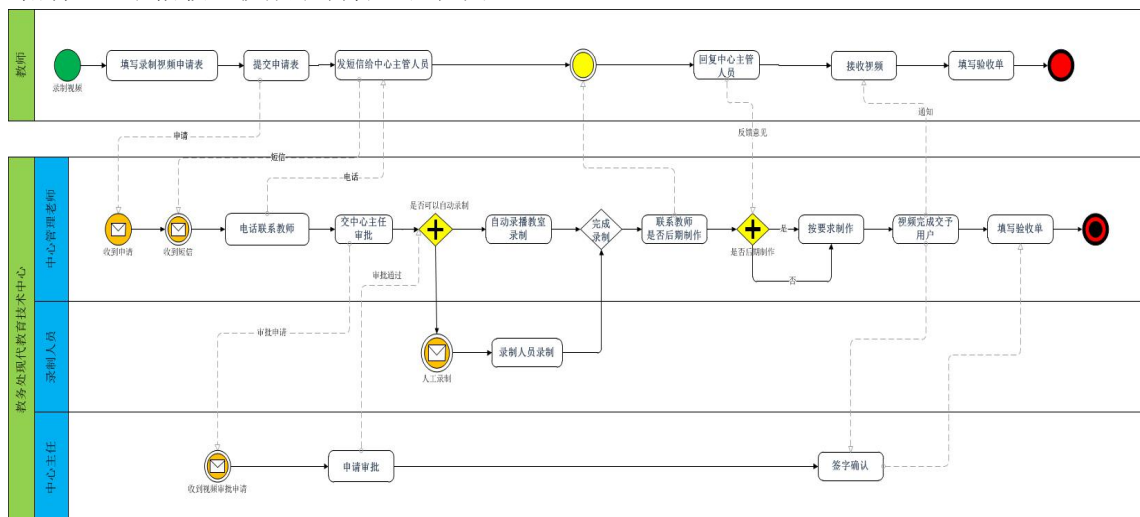 教师
录制视频
填写录制视频申请表
提交申请表
发短信给中心主管人员
回复中心主管
人员
接收视频
填写验收单
申请
短信
电话
反馈意见
通知
教务处现代教育技术中心
中心管理老师
收到申请
收到短信
电话联系教师
交中心主任
审批
是否可以自动录制
自动录播教室
录制
完成
录制
联系教师
是否后期制作
是否后期制作
是
否
按要求制作
视频完成交予
用户
填写验收单
审批通过
审批申请
录制人员
人工录制
录制人员录制
中心主任
收到视频审批申请
申请审批
签字确认